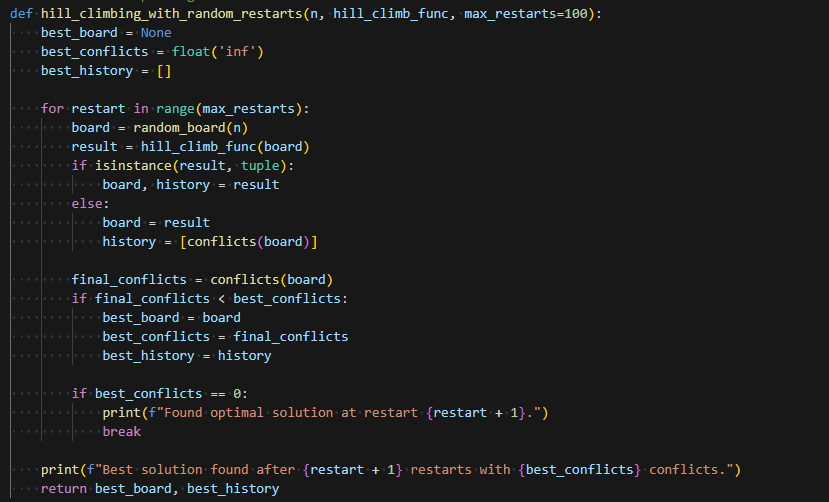 def hill_climbing_with_random_restarts(n, hill_climb_func, max_restarts=100):
    best_board = None
    best_conflicts = float('inf')
    best_history = []

    for restart in range(max_restarts):
        board = random_board(n)
        result = hill_climb_func(board)
        if isinstance(result, tuple):
            board, history = result
        else:
            board = result
            history = [conflicts(board)]

        final_conflicts = conflicts(board)
        if final_conflicts < best_conflicts:
            best_board = board
            best_conflicts = final_conflicts
            best_history = history

        if best_conflicts == 0:
            print(f"Found optimal solution at restart {restart + 1}.")
            break

    print(f"Best solution found after {restart + 1} restarts with {best_conflicts} conflicts.")
    return best_board, best_history